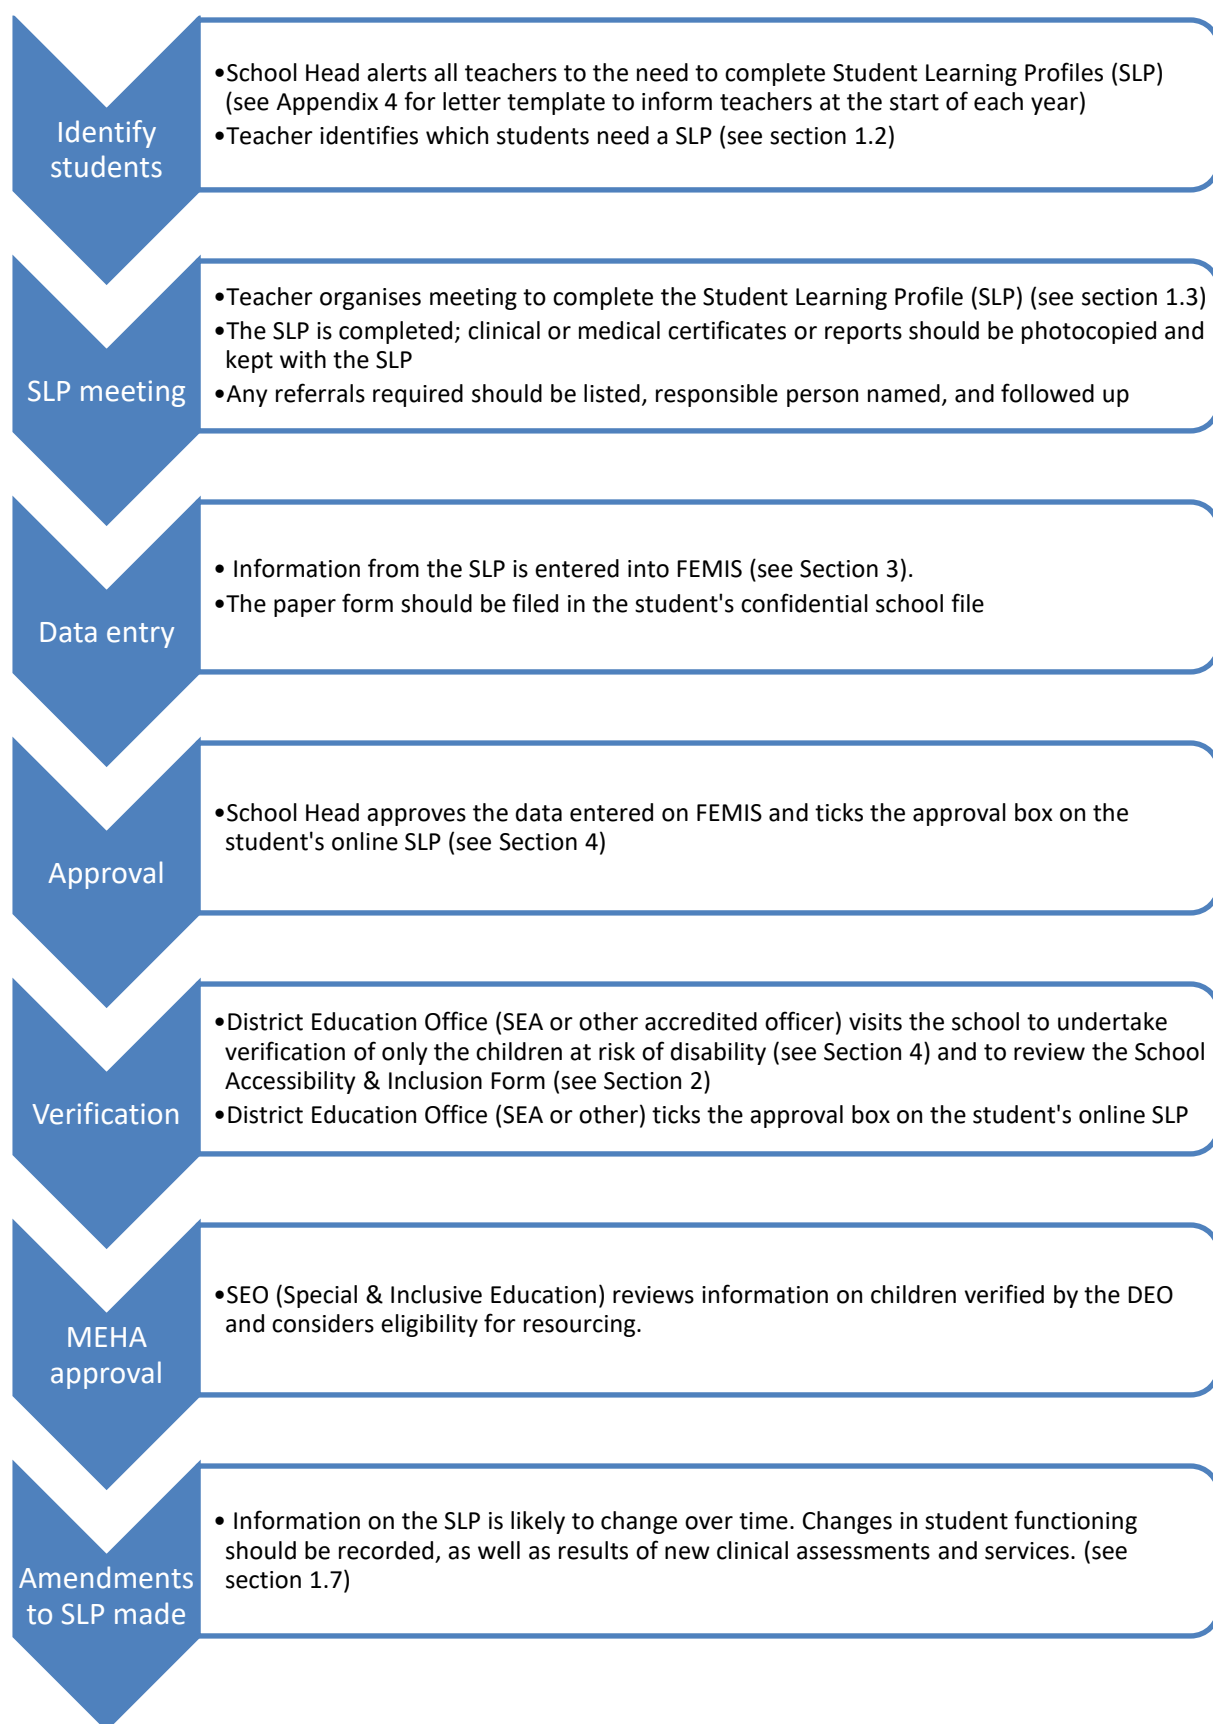 Identify
students
•School Head alerts all teachers to the need to complete Student Learning Profiles (SLP)
(see Appendix 4 for letter template to inform teachers at the start of each year)
•Teacher identifies which students need a SLP (see section 1.2)
SLP meeting
•Teacher organises meeting to complete the Student Learning Profile (SLP) (see section 1.3)
•The SLP is completed; clinical or medical certificates or reports should be photocopied and
kept with the SLP
•Any referrals required should be listed, responsible person named, and followed up
Data entry
• Information from the SLP is entered into FEMIS (see Section 3).
•The paper form should be filed in the student's confidential school file
Approval
•School Head approves the data entered on FEMIS and ticks the approval box on the
student's online SLP (see Section 4)
Verification
•District Education Office (SEA or other accredited officer) visits the school to undertake
verification of only the children at risk of disability (see Section 4) and to review the School
Accessibility & Inclusion Form (see Section 2)
•District Education Office (SEA or other) ticks the approval box on the student's online SLP
MEHA
approval
•SEO (Special & Inclusive Education) reviews information on children verified by the DEO
and considers eligibility for resourcing.
Amendments
to SLP made
• Information on the SLP is likely to change over time. Changes in student functioning
should be recorded, as well as results of new clinical assessments and services. (see
section 1.7)